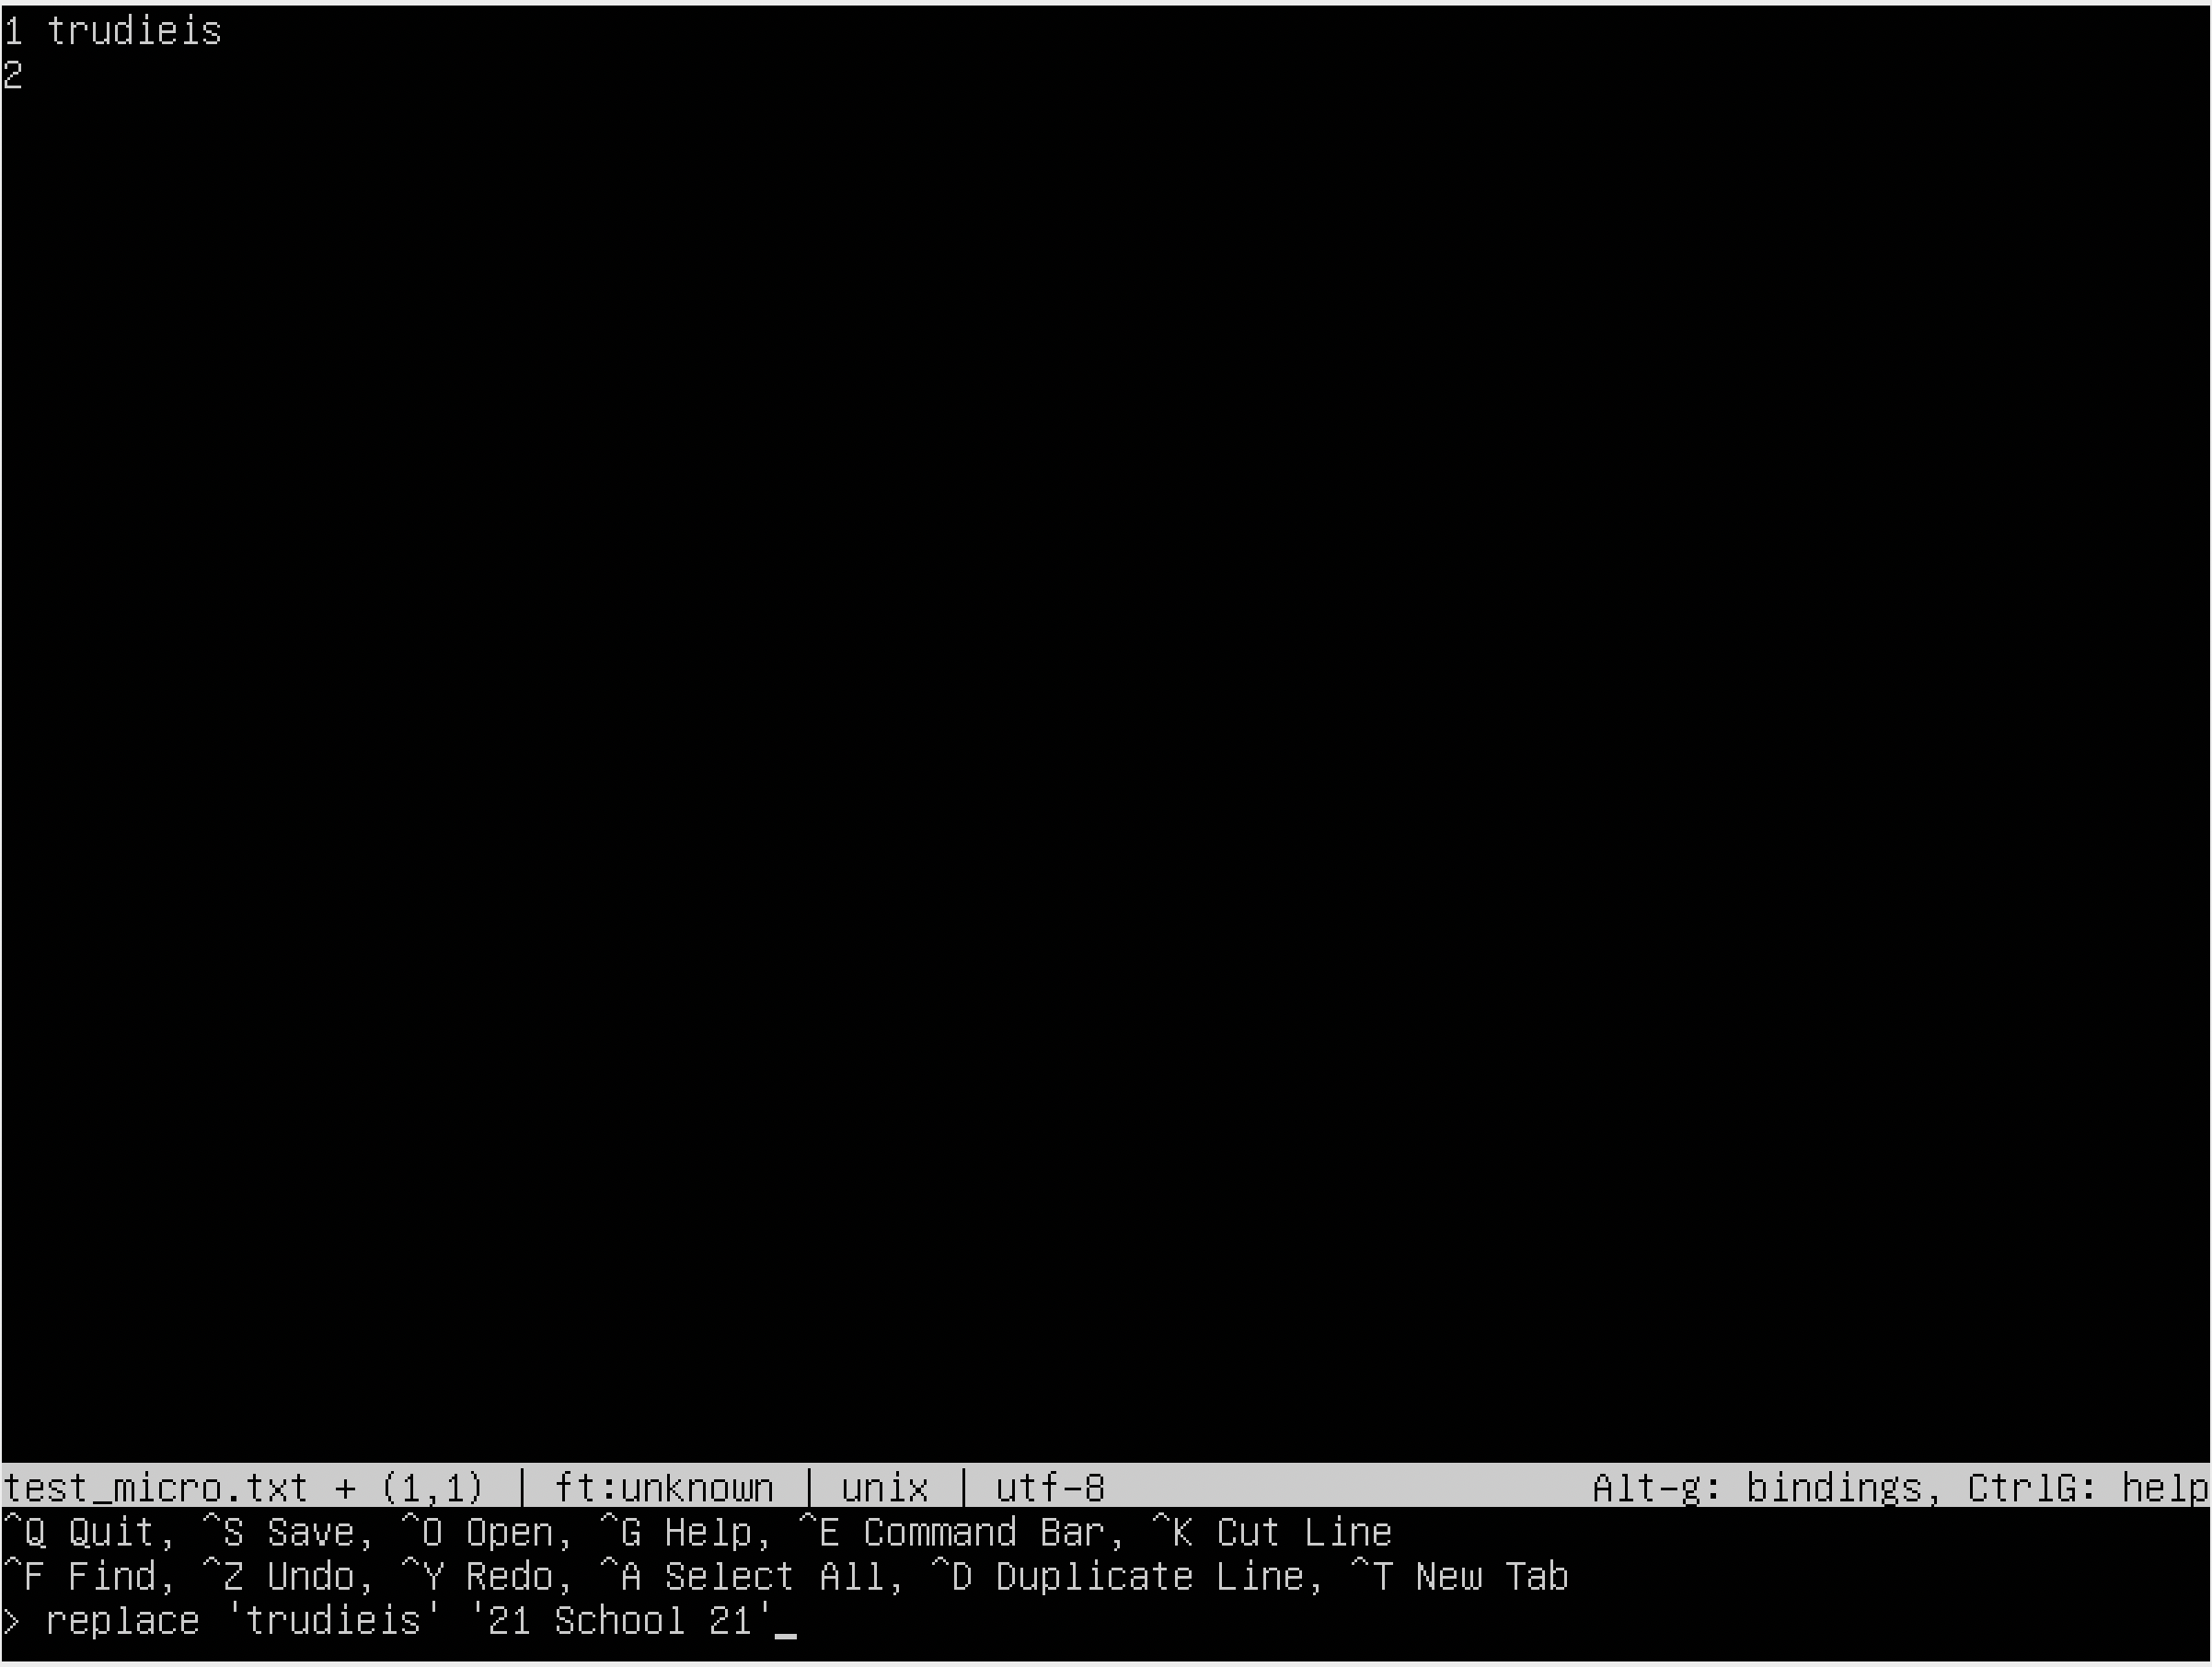 1 trudieis
2
test_micro.txt + (1,1) | ft:unknown | unix | utf-8 Alt-g: bindings, CtrlG: help
^Q Quit, ^S Save, ^O Open, ^G Help, ^E Command Bar, ^K Cut Line
^F Find, ^Z Undo, ^Y Redo, ^A Select All, ^D Duplicate Line, ^T New Tab
> replace 'trudieis' '21 School 21'_